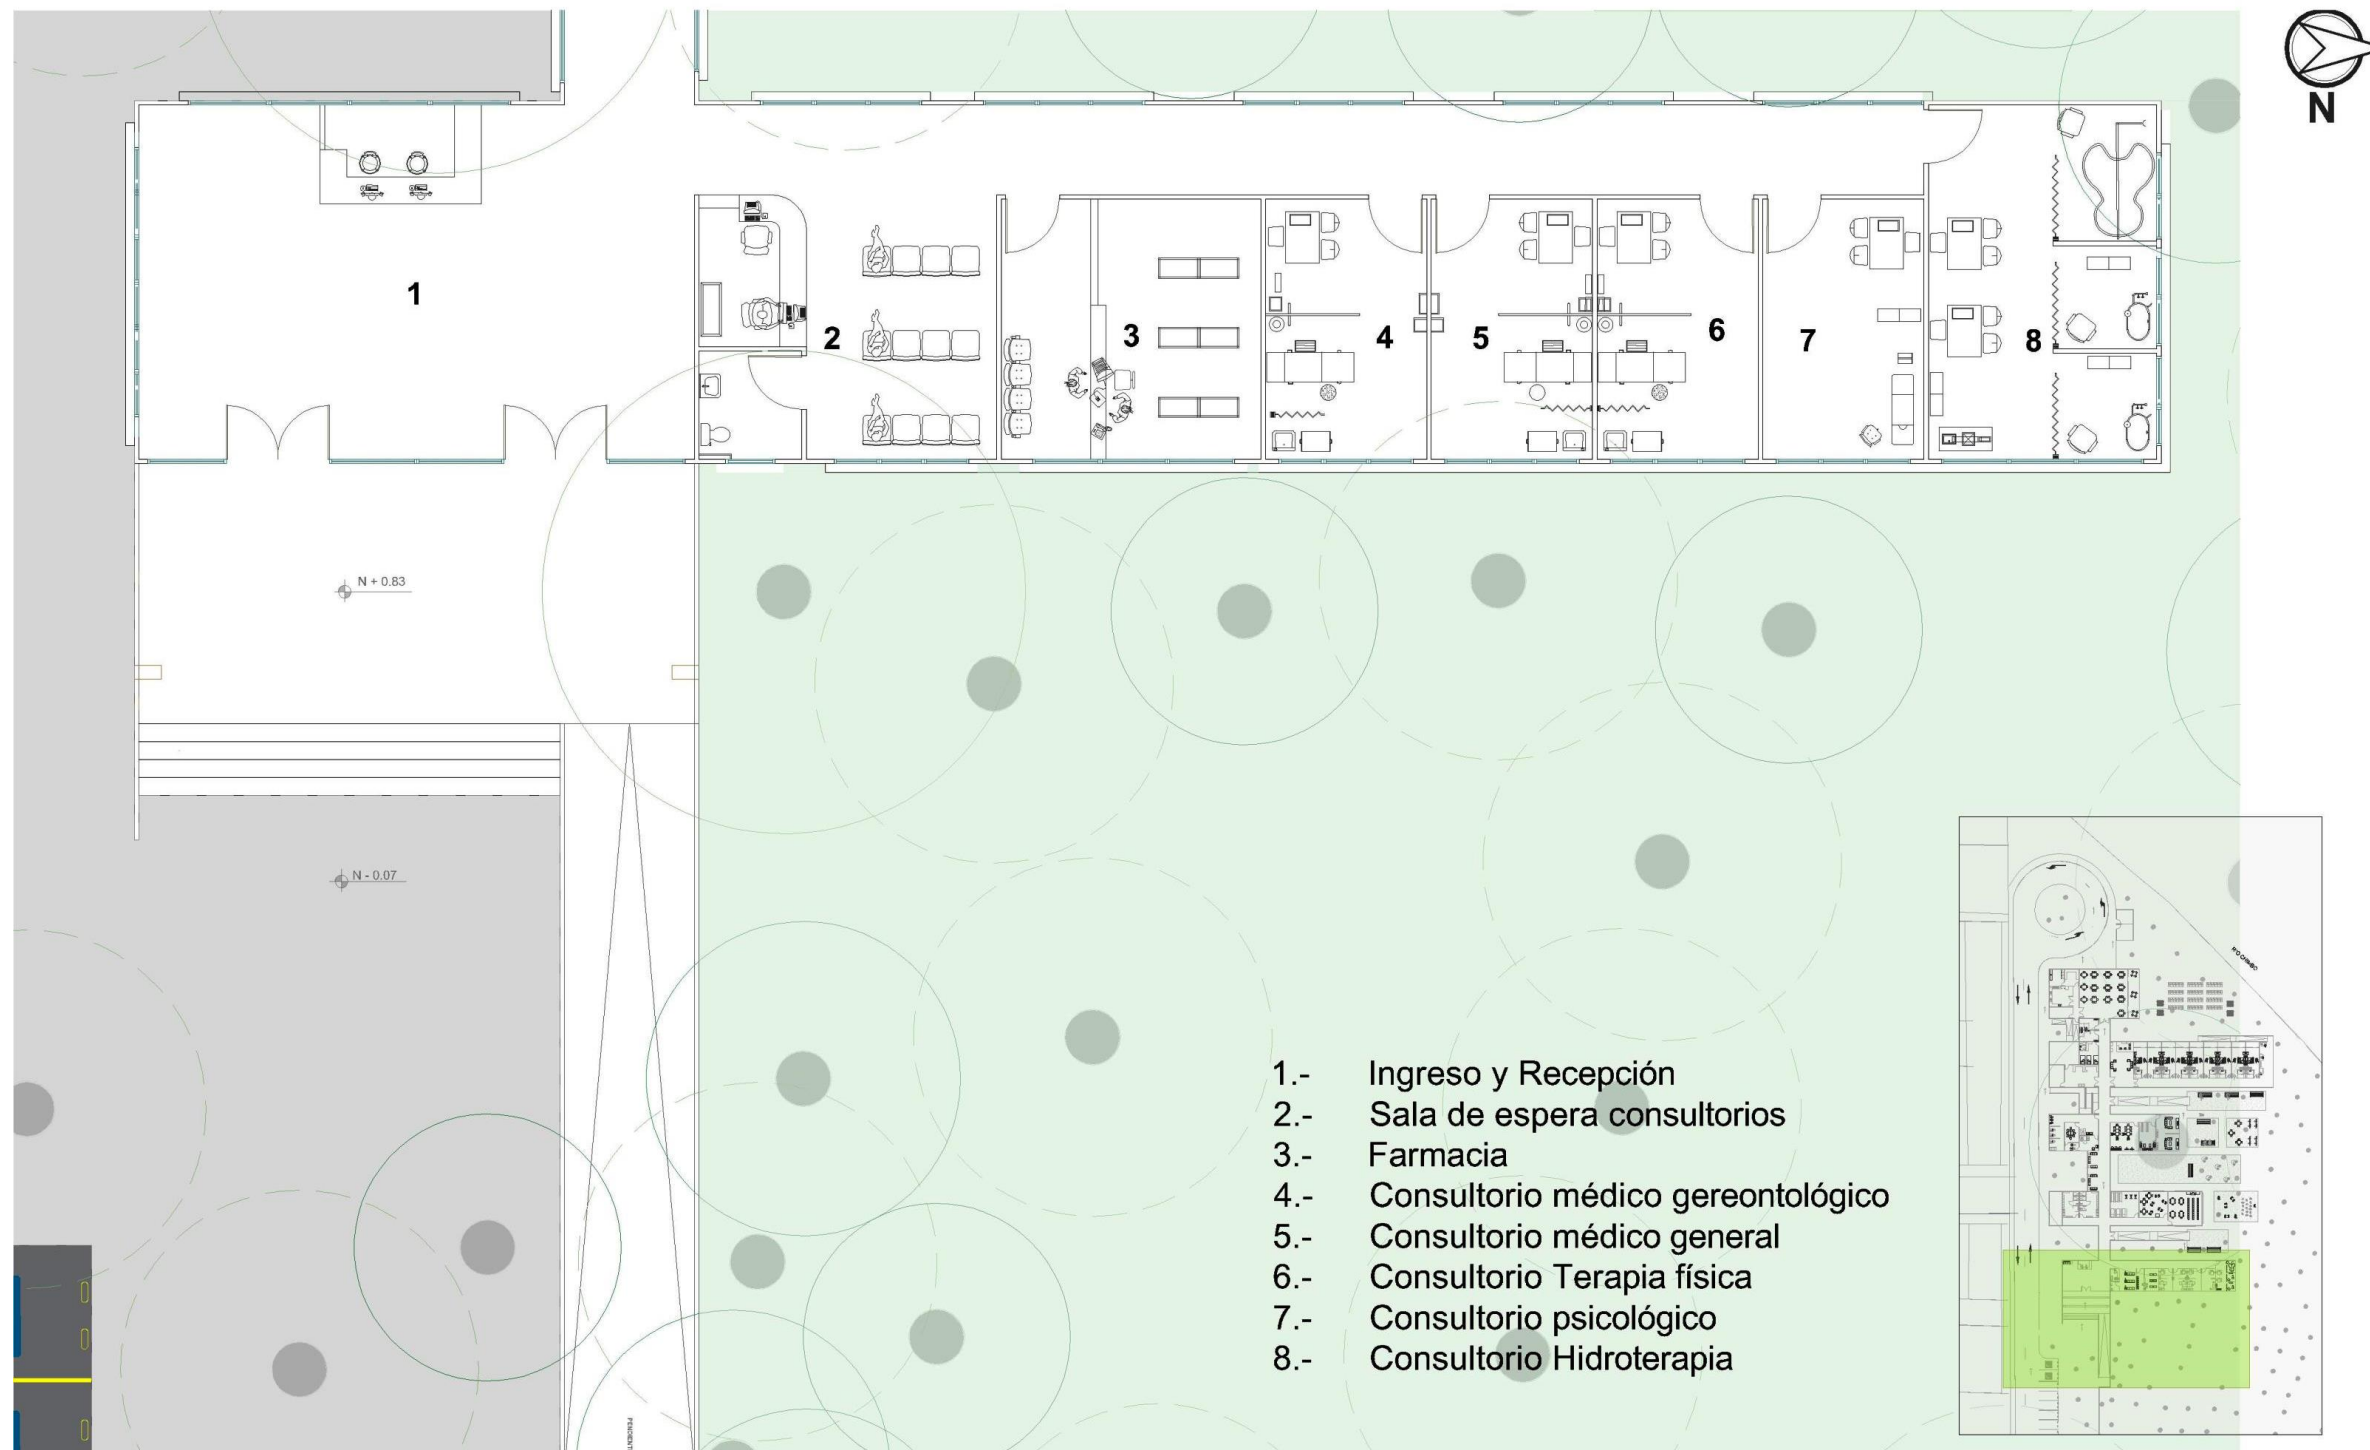 N
1
2
3
4
5
6
7
8
N + 0.83
N - 0.07
1.- Ingreso y Recepción
2.- Sala de espera consultorios
3.- Farmacia
4.- Consultorio médico gereontológico
5.- Consultorio médico general
6.- Consultorio Terapia física
7.- Consultorio psicológico
8.- Consultorio Hidroterapia